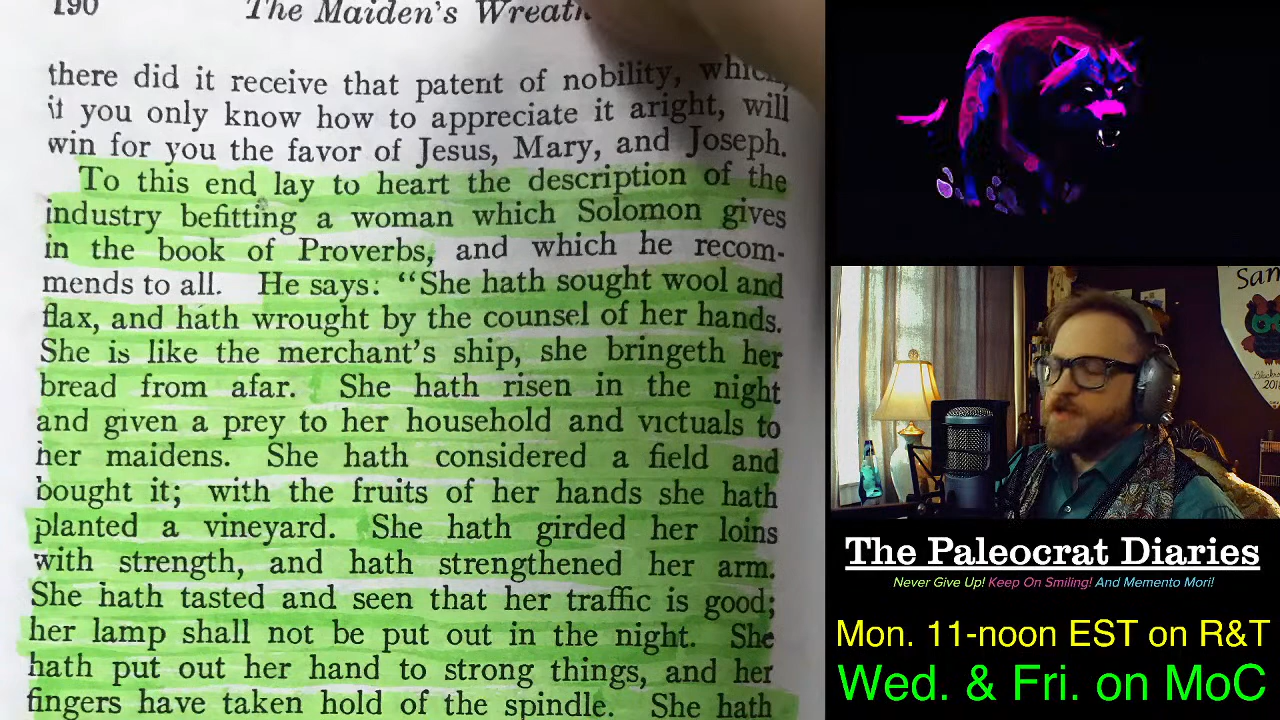 190 The Maiden's Wreath
there did it receive that patent of nobility, which,
if you only know how to appreciate it aright, will
win for you the favor of Jesus, Mary, and Joseph.
To this end lay to heart the description of the
industry befitting a woman which Solomon gives
in the book of Proverbs, and which he recom-
mends to all. He says: “She hath sought wool and
flax, and hath wrought by the counsel of her hands.
She is like the merchant's ship, she bringeth her
bread from afar. She hath risen in the night
and given a prey to her household and victuals to
her maidens. She hath considered a field and
bought it; with the fruits of her hands she hath
planted a vineyard. She hath girded her loins
with strength, and hath strengthened her arm.
She hath tasted and seen that her traffic is good;
her lamp shall not be put out in the night. She
hath put out her hand to strong things, and her
fingers have taken hold of the spindle. She hath
San
The Paleocrat Diaries
Never Give Up! Keep On Smiling! And Memento Mori!
Mon. 11-noon EST on R&T
Wed. & Fri. on MoC